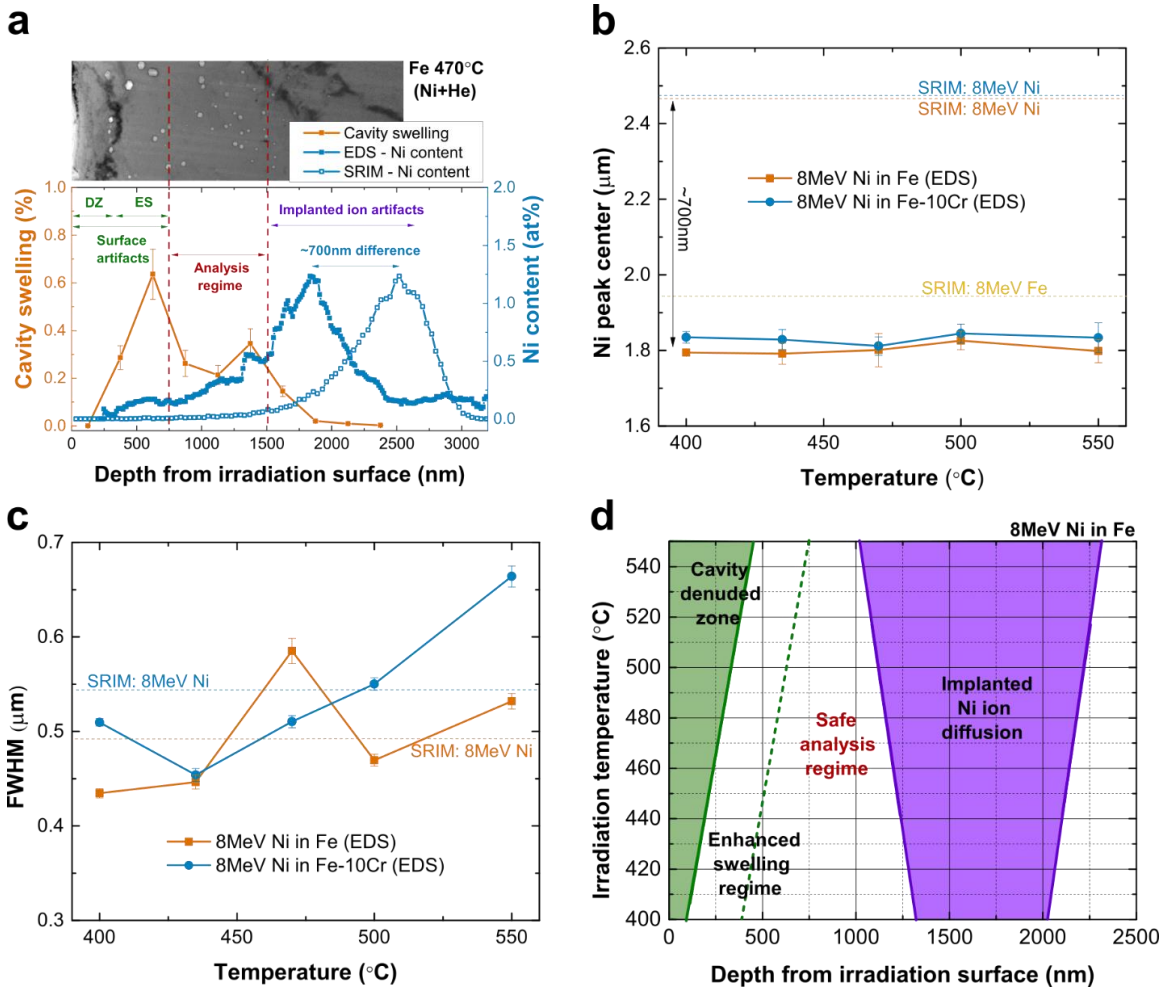 a
Fe 470°C
(Ni+He)
Cavity swelling
EDS - Ni content
SRIM - Ni content
1.0
0.8
0.6
0.4
0.2
0.0
Cavity swelling (%)
2.0
1.5
1.0
0.5
0.0
Ni content (at%)
DZ
ES
Surface
artifacts
Analysis
regime
Implanted ion artifacts
~700nm difference
0
500
1000
1500
2000
2500
3000
Depth from irradiation surface (nm)
b
2.6
2.4
2.2
2.0
1.8
1.6
Ni peak center (μm)
SRIM: 8MeV Ni
SRIM: 8MeV Ni
~700nm
8MeV Ni in Fe (EDS)
8MeV Ni in Fe-10Cr (EDS)
SRIM: 8MeV Fe
400
450
500
550
Temperature (°C)
c
0.7
0.6
0.5
0.4
0.3
FWHM (μm)
SRIM: 8MeV Ni
SRIM: 8MeV Ni
8MeV Ni in Fe (EDS)
8MeV Ni in Fe-10Cr (EDS)
400
450
500
550
Temperature (°C)
d
8MeV Ni in Fe
540
520
500
480
460
440
420
400
Irradiation temperature (°C)
Cavity
denuded
zone
Safe
analysis
regime
Implanted
Ni ion
diffusion
Enhanced
swelling
regime
0
500
1000
1500
2000
2500
Depth from irradiation surface (nm)